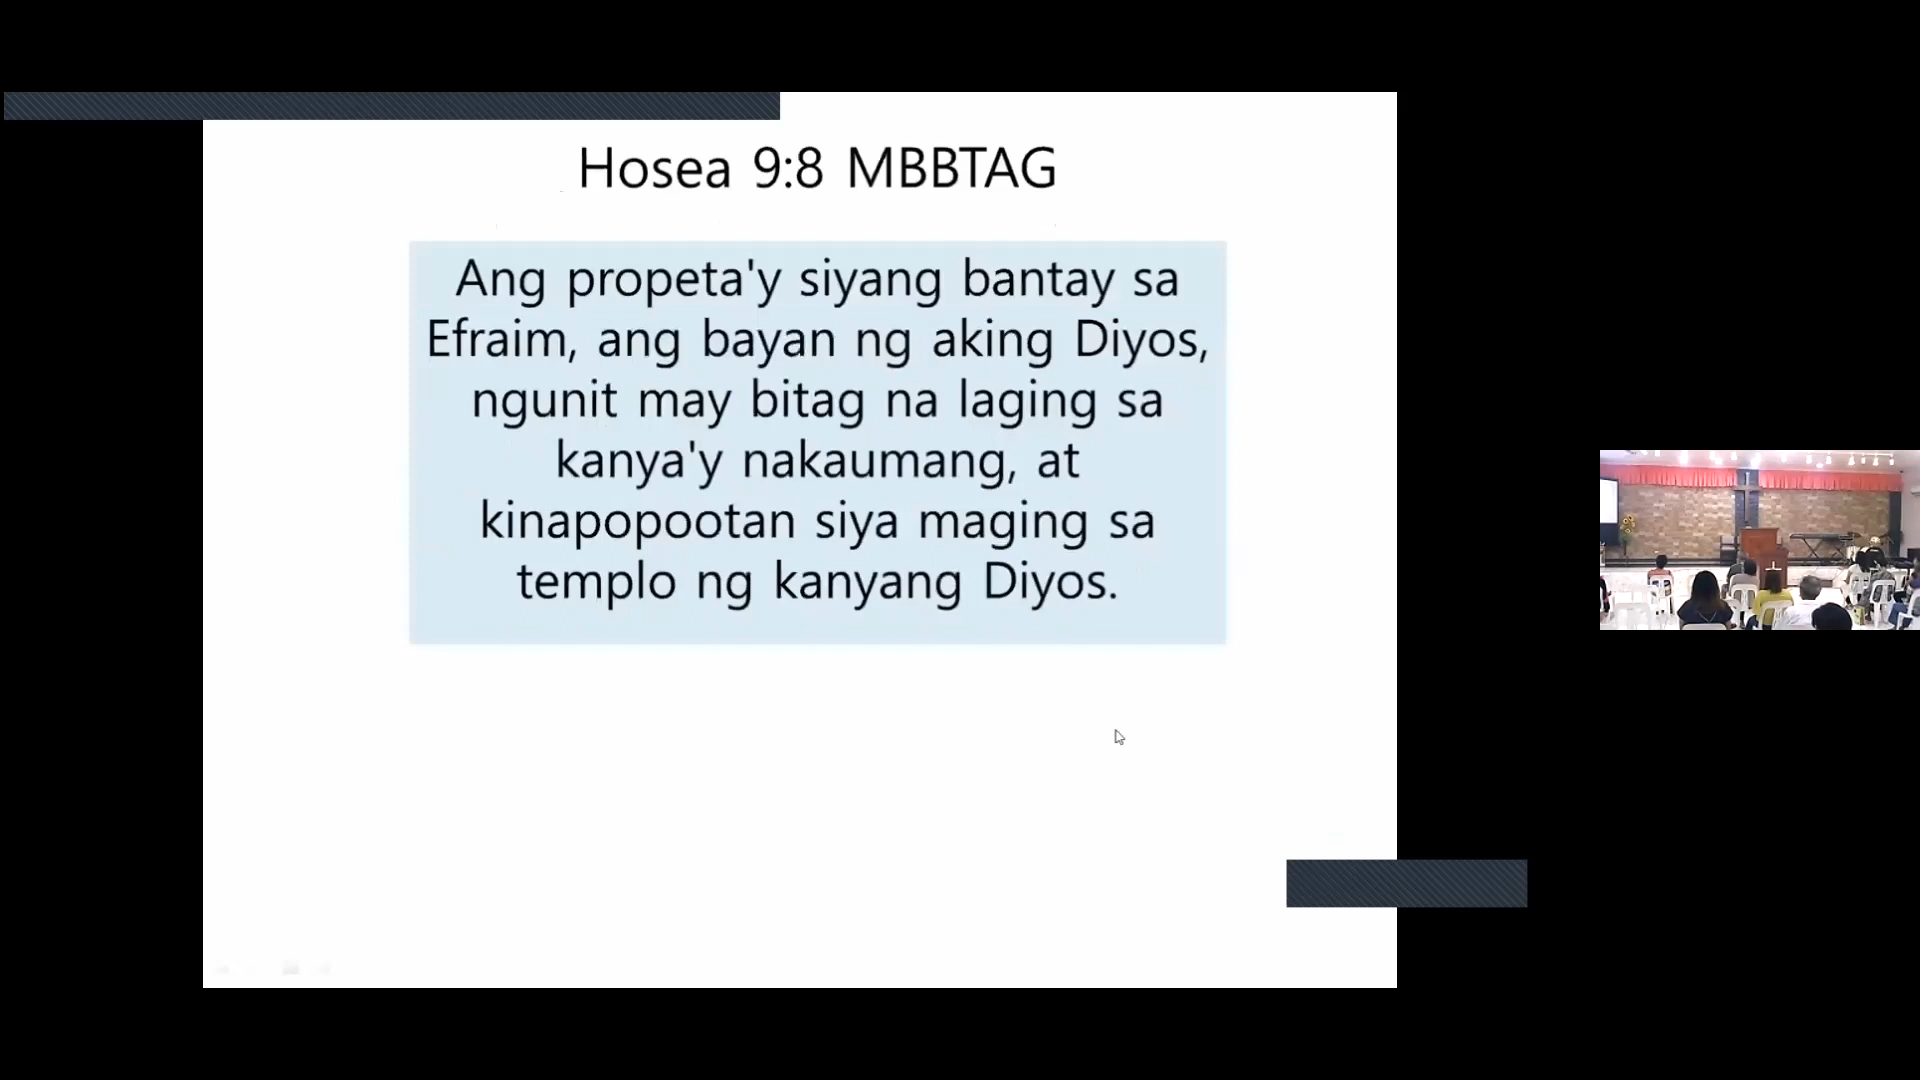 Hosea 9:8 MBBTAG
Ang propeta'y siyang bantay sa
Efraim, ang bayan ng aking Diyos,
ngunit may bitag na laging sa
kanya'y nakaumang, at
kinapopootan siya maging sa
templo ng kanyang Diyos.